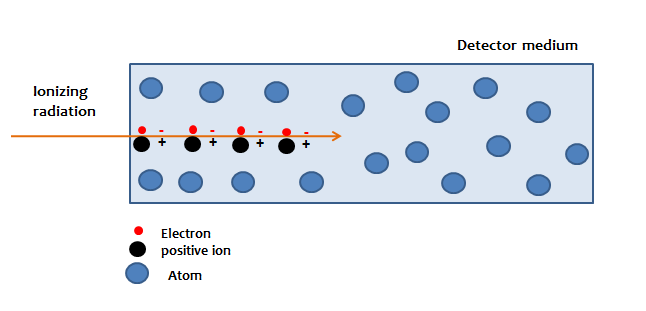 Detector medium
Ionizing
radiation
- - - -
+ + + +
Electron
positive ion
Atom